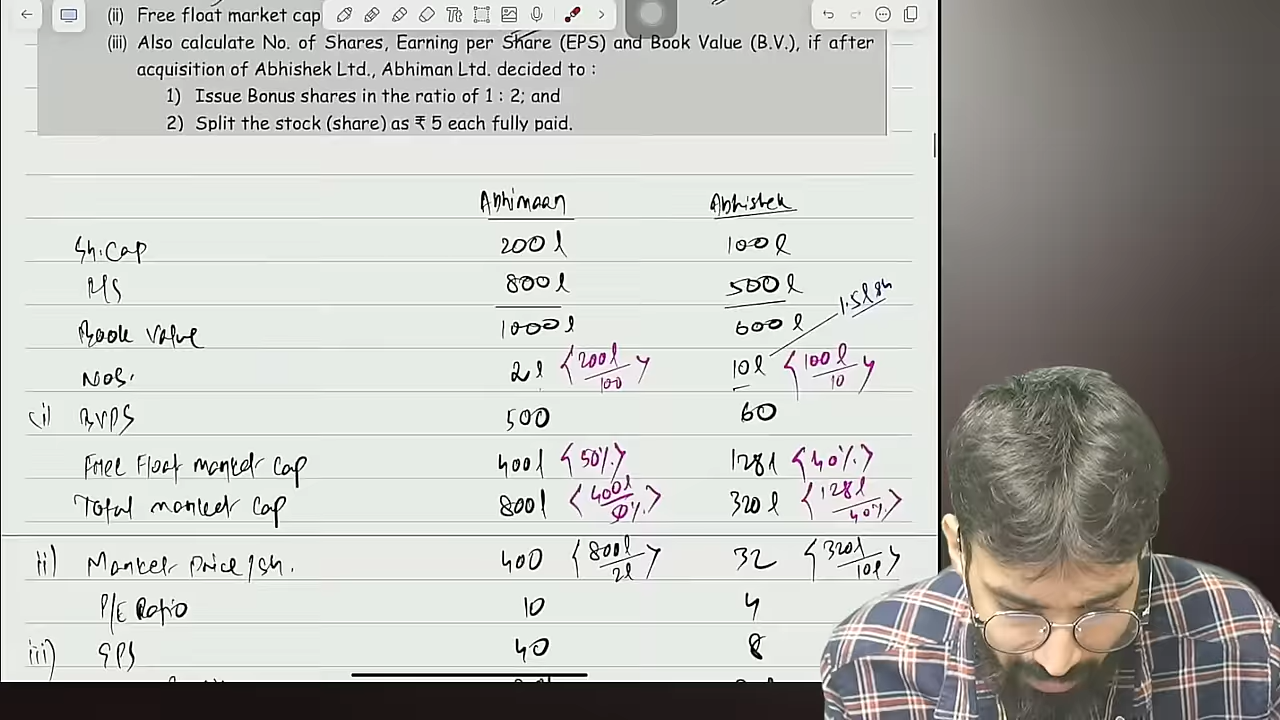 (ii) Free float market cap
(iii) Also calculate No. of Shares, Earning per Share (EPS) and Book Value (B.V.), if after
acquisition of Abhishek Ltd., Abhiman Ltd. decided to :
1) Issue Bonus shares in the ratio of 1 : 2; and
2) Split the stock (share) as ₹ 5 each fully paid.
Abhimaan Abhishek
Sh. Cap 200 l 100 l
R/S 800 l 500 l
1.5 l sh
Book Value 1000 l 600 l
Nos. 2 l <200 l / 100> 10 l <100 l / 10>
(i) BVPS 500 60
Free Float market cap 400 l <50%> 128 l <40%>
Total market cap 800 l <400 l / 50%> 320 l <128 l / 40%>
ii) Market Price/sh. 400 <800 l / 2 l> 32 <320 l / 10 l>
P/E Ratio 10 4
iii) EPS 40 8